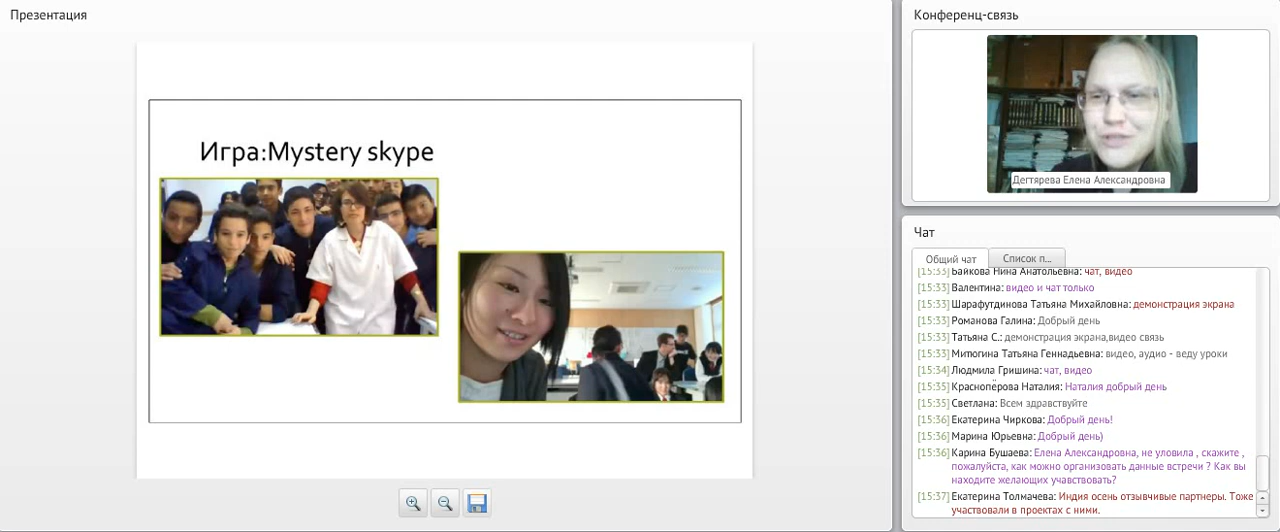 Презентация
Игра:Mystery skype
Конференц-связь
Дегтярева Елена Александровна
Чат
Общий чат
Список п...
[15:33] Байкова Нина Анатольевна: чат, видео
[15:33] Валентина: видео и чат только
[15:33] Шарафутдинова Татьяна Михайловна: демонстрация экрана
[15:33] Романова Галина: Добрый день
[15:33] Татьяна С.: демонстрация экрана,видео связь
[15:33] Митюгина Татьяна Геннадьевна: видео, аудио - веду уроки
[15:34] Людмила Гришина: чат, видео
[15:35] Краснопёрова Наталия: Наталия добрый день
[15:35] Светлана: Всем здравствуйте
[15:36] Екатерина Чиркова: Добрый день!
[15:36] Марина Юрьевна: Добрый день)
[15:36] Карина Бушаева: Елена Александровна, не уловила , скажите ,
пожалуйста, как можно организовать данные встречи ? Как вы
находите желающих учавствовать?
[15:37] Екатерина Толмачева: Индия осень отзывчивые партнеры. Тоже
участвовали в проектах с ними.